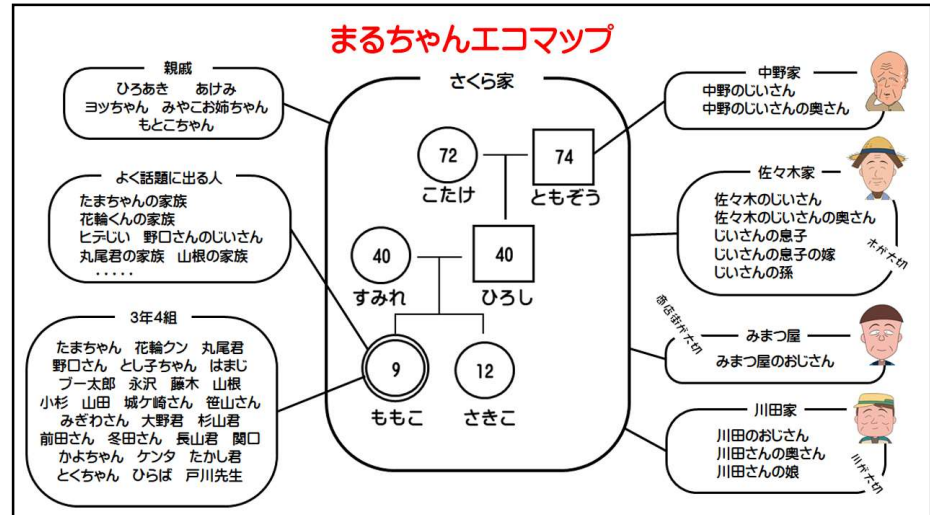 まるちゃんエコマップ
親戚
ひろあき　あけみ
ヨッちゃん　みやこお姉ちゃん
もとこちゃん
よく話題に出る人
たまちゃんの家族
花輪くんの家族
ヒデじい　野口さんのじいさん
丸尾君の家族　山根の家族
・・・・・
3年4組
たまちゃん　花輪クン　丸尾君
野口さん　とし子ちゃん　はまじ
ブー太郎　永沢　藤木　山根
小杉　山田　城ケ崎さん　笹山さん
みぎわさん　大野君　杉山君
前田さん　冬田さん　長山君　関口
かよちゃん　ケンタ　たかし君
とくちゃん　ひらば　戸川先生
さくら家
72
こたけ
74
ともぞう
40
すみれ
40
ひろし
9
ももこ
12
さきこ
中野家
中野のじいさん
中野のじいさんの奥さん
佐々木家
佐々木のじいさん
佐々木のじいさんの奥さん
じいさんの息子
じいさんの息子の嫁
じいさんの孫
木が大切
商店街が大切
みまつ屋
みまつ屋のおじさん
川田家
川田のおじさん
川田さんの奥さん
川田さんの娘
川が大切